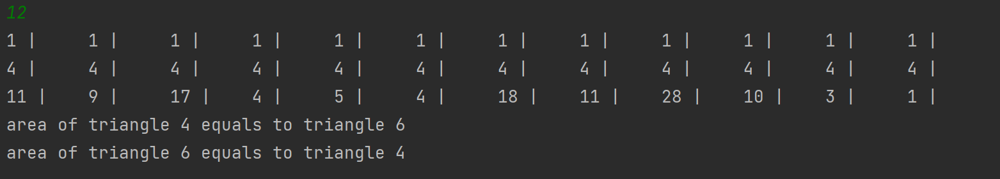 12
1 | 1 | 1 | 1 | 1 | 1 | 1 | 1 | 1 | 1 | 1 | 1 |
4 | 4 | 4 | 4 | 4 | 4 | 4 | 4 | 4 | 4 | 4 | 4 |
11 | 9 | 17 | 4 | 5 | 4 | 18 | 11 | 28 | 10 | 3 | 1 |
area of triangle 4 equals to triangle 6
area of triangle 6 equals to triangle 4